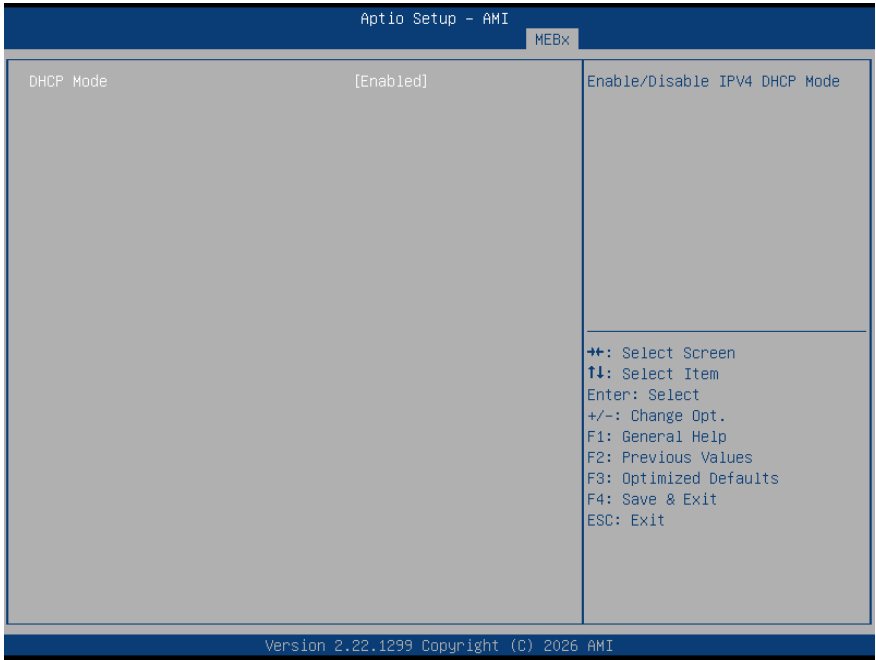 Aptio Setup – AMI
MEBx
DHCP Mode [Enabled]
Enable/Disable IPV4 DHCP Mode
→←: Select Screen
↑↓: Select Item
Enter: Select
+/-: Change Opt.
F1: General Help
F2: Previous Values
F3: Optimized Defaults
F4: Save & Exit
ESC: Exit
Version 2.22.1299 Copyright (C) 2026 AMI